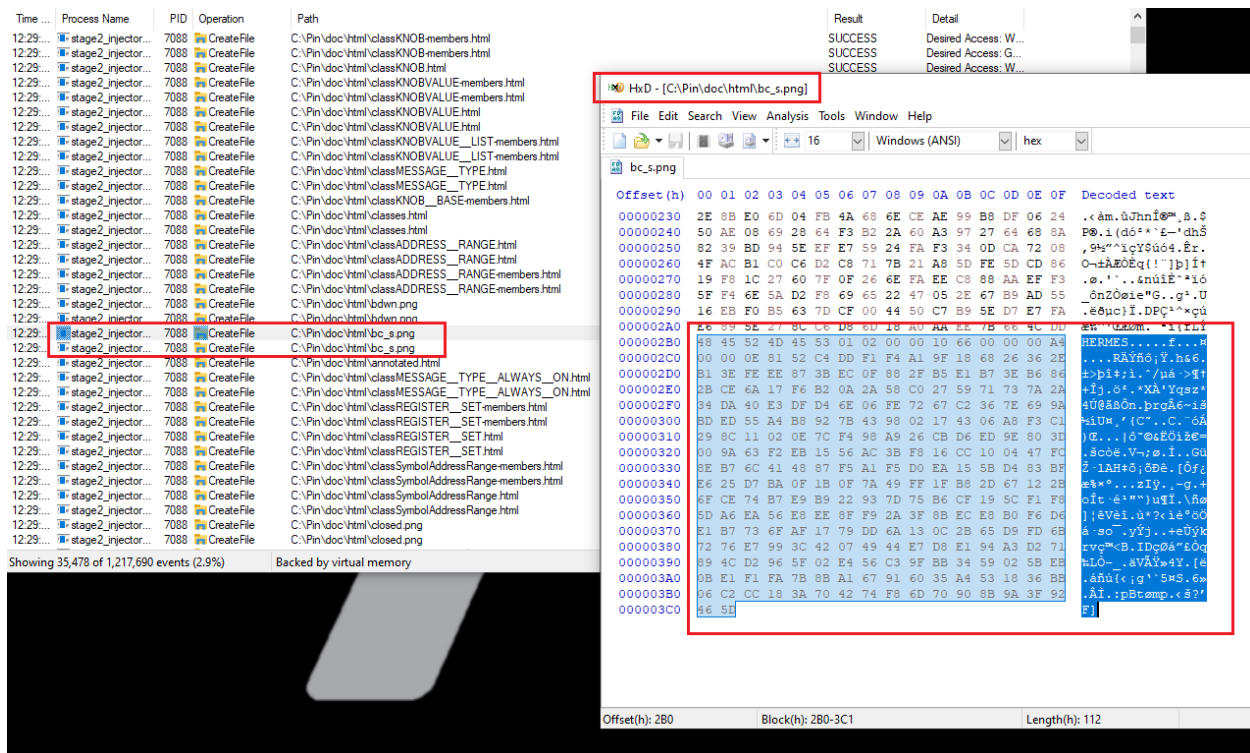 Time ... Process Name PID Operation Path Result Detail
12:29:... stage2_injector... 7088 CreateFile C:\Pin\doc\html\classKNOB-members.html SUCCESS Desired Access: W...
12:29:... stage2_injector... 7088 CreateFile C:\Pin\doc\html\classKNOB-members.html SUCCESS Desired Access: G...
12:29:... stage2_injector... 7088 CreateFile C:\Pin\doc\html\classKNOB.html SUCCESS Desired Access: W...
12:29:... stage2_injector... 7088 CreateFile C:\Pin\doc\html\classKNOBVALUE-members.html
12:29:... stage2_injector... 7088 CreateFile C:\Pin\doc\html\classKNOBVALUE-members.html
12:29:... stage2_injector... 7088 CreateFile C:\Pin\doc\html\classKNOBVALUE.html
12:29:... stage2_injector... 7088 CreateFile C:\Pin\doc\html\classKNOBVALUE.html
12:29:... stage2_injector... 7088 CreateFile C:\Pin\doc\html\classKNOBVALUE__LIST-members.html
12:29:... stage2_injector... 7088 CreateFile C:\Pin\doc\html\classKNOBVALUE__LIST-members.html
12:29:... stage2_injector... 7088 CreateFile C:\Pin\doc\html\classMESSAGE__TYPE.html
12:29:... stage2_injector... 7088 CreateFile C:\Pin\doc\html\classMESSAGE__TYPE.html
12:29:... stage2_injector... 7088 CreateFile C:\Pin\doc\html\classKNOB__BASE-members.html
12:29:... stage2_injector... 7088 CreateFile C:\Pin\doc\html\classes.html
12:29:... stage2_injector... 7088 CreateFile C:\Pin\doc\html\classes.html
12:29:... stage2_injector... 7088 CreateFile C:\Pin\doc\html\classADDRESS__RANGE.html
12:29:... stage2_injector... 7088 CreateFile C:\Pin\doc\html\classADDRESS__RANGE.html
12:29:... stage2_injector... 7088 CreateFile C:\Pin\doc\html\classADDRESS__RANGE-members.html
12:29:... stage2_injector... 7088 CreateFile C:\Pin\doc\html\classADDRESS__RANGE-members.html
12:29:... stage2_injector... 7088 CreateFile C:\Pin\doc\html\bdwn.png
12:29:... stage2_injector... 7088 CreateFile C:\Pin\doc\html\bdwn.png
12:29:... stage2_injector... 7088 CreateFile C:\Pin\doc\html\bc_s.png
12:29:... stage2_injector... 7088 CreateFile C:\Pin\doc\html\bc_s.png
12:29:... stage2_injector... 7088 CreateFile C:\Pin\doc\html\annotated.html
12:29:... stage2_injector... 7088 CreateFile C:\Pin\doc\html\classMESSAGE__TYPE__ALWAYS__ON.html
12:29:... stage2_injector... 7088 CreateFile C:\Pin\doc\html\classREGISTER__SET-members.html
12:29:... stage2_injector... 7088 CreateFile C:\Pin\doc\html\classREGISTER__SET-members.html
12:29:... stage2_injector... 7088 CreateFile C:\Pin\doc\html\classREGISTER__SET.html
12:29:... stage2_injector... 7088 CreateFile C:\Pin\doc\html\classREGISTER__SET.html
12:29:... stage2_injector... 7088 CreateFile C:\Pin\doc\html\classSymbolAddressRange-members.html
12:29:... stage2_injector... 7088 CreateFile C:\Pin\doc\html\classSymbolAddressRange-members.html
12:29:... stage2_injector... 7088 CreateFile C:\Pin\doc\html\classSymbolAddressRange.html
12:29:... stage2_injector... 7088 CreateFile C:\Pin\doc\html\classSymbolAddressRange.html
12:29:... stage2_injector... 7088 CreateFile C:\Pin\doc\html\closed.png
12:29:... stage2_injector... 7088 CreateFile C:\Pin\doc\html\closed.png
Showing 35,478 of 1,217,690 events (2.9%) Backed by virtual memory
HxD - [C:\Pin\doc\html\bc_s.png]
File Edit Search View Analysis Tools Window Help
16 Windows (ANSI) hex
bc_s.png
Offset(h) 00 01 02 03 04 05 06 07 08 09 0A 0B 0C 0D 0E 0F Decoded text
00000230 2E 8B E0 6D 04 FB 4A 68 6E CE AE 99 B8 DF 06 24
00000240 50 AE 08 69 28 64 F3 B2 2A 60 A3 97 27 64 68 8A
00000250 82 39 BD 94 5E EF E7 59 24 FA F3 34 0D CA 72 08
00000260 4F AC B1 C0 C6 D2 C8 71 7B 21 A8 5D FE 5D CD 86
00000270 19 F8 1C 27 60 7F 0F 26 6E FA EE C8 88 AA EF F3
00000280 5F F4 6E 5A D2 F8 69 65 22 47 05 2E 67 B9 AD 55
00000290 16 EB F0 B5 63 7D CF 00 44 50 C7 B9 5E D7 E7 FA
000002A0 E6 89 5E 27 8C C6 D8 6D 18 A0 AA EE 7B 66 4C DD
000002B0 48 45 52 4D 45 53 01 02 00 00 10 66 00 00 00 A4 HERMES.....f...¤
000002C0 00 00 0E 81 52 C4 DD F1 F4 A1 9F 18 68 26 36 2E
000002D0 B1 3E FE EE 87 3B EC 0F 88 2F B5 E1 B7 3E B6 86
000002E0 2B CE 6A 17 F6 B2 0A 2A 58 C0 27 59 71 73 7A 2A
000002F0 34 DA 40 E3 DF D4 6E 06 FE 72 67 C2 36 7E 69 9A
00000300 BD ED 55 A4 B8 92 7B 43 98 02 17 43 06 A8 F3 C1
00000310 29 8C 11 02 0E 7C F4 98 A9 26 CB D6 ED 9E 80 3D
00000320 00 9A 63 F2 EB 15 56 AC 3B F8 16 CC 10 04 47 FC
00000330 8E B7 6C 41 48 87 F5 A1 F5 D0 EA 15 5B D4 83 BF
00000340 E6 25 D7 BA 0F 1B 0F 7A 49 FF 1F B8 2D 67 12 2B
00000350 6F CE 74 B7 E9 B9 22 93 7D 75 B6 CF 19 5C F1 F8
00000360 5D A6 EA 56 E8 EE 8F F9 2A 3F 8B EC E8 B0 F6 D6
00000370 E1 B7 73 6F AF 17 79 DD 6A 13 0C 2B 65 D9 FD 6B
00000380 72 76 E7 99 3C 42 07 49 44 E7 D8 E1 94 A3 D2 71
00000390 89 4C D2 96 5F 02 E4 56 C3 9F BB 34 59 02 5B EB
000003A0 0B E1 F1 FA 7B 8B A1 67 91 60 35 A4 53 18 36 BB
000003B0 06 C2 CC 18 3A 70 42 74 F8 6D 70 90 8B 9A 3F 92
000003C0 46 5D F]
Offset(h): 2B0 Block(h): 2B0-3C1 Length(h): 112